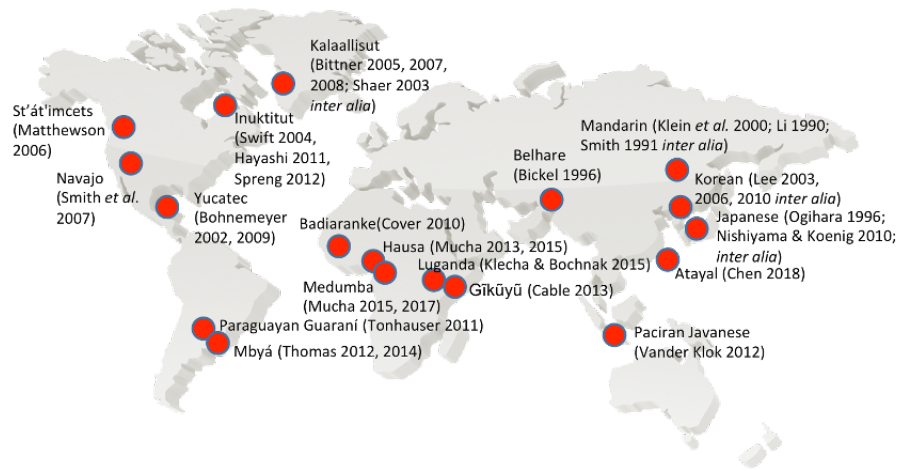 Kalaallisut
(Bittner 2005, 2007,
2008; Shaer 2003
inter alia)
St’át'imcets
(Matthewson
2006)
Inuktitut
(Swift 2004,
Hayashi 2011,
Spreng 2012)
Navajo
(Smith et al.
2007)
Yucatec
(Bohnemeyer
2002, 2009)
Mandarin (Klein et al. 2000; Li 1990;
Smith 1991 inter alia)
Belhare
(Bickel 1996)
Korean (Lee 2003,
2006, 2010 inter alia)
Japanese (Ogihara 1996;
Nishiyama & Koenig 2010;
inter alia)
Atayal (Chen 2018)
Badiaranke(Cover 2010)
Hausa (Mucha 2013, 2015)
Luganda (Klecha & Bochnak 2015)
Gĩkũyũ (Cable 2013)
Medumba
(Mucha 2015, 2017)
Paraguayan Guaraní (Tonhauser 2011)
Mbyá (Thomas 2012, 2014)
Paciran Javanese
(Vander Klok 2012)